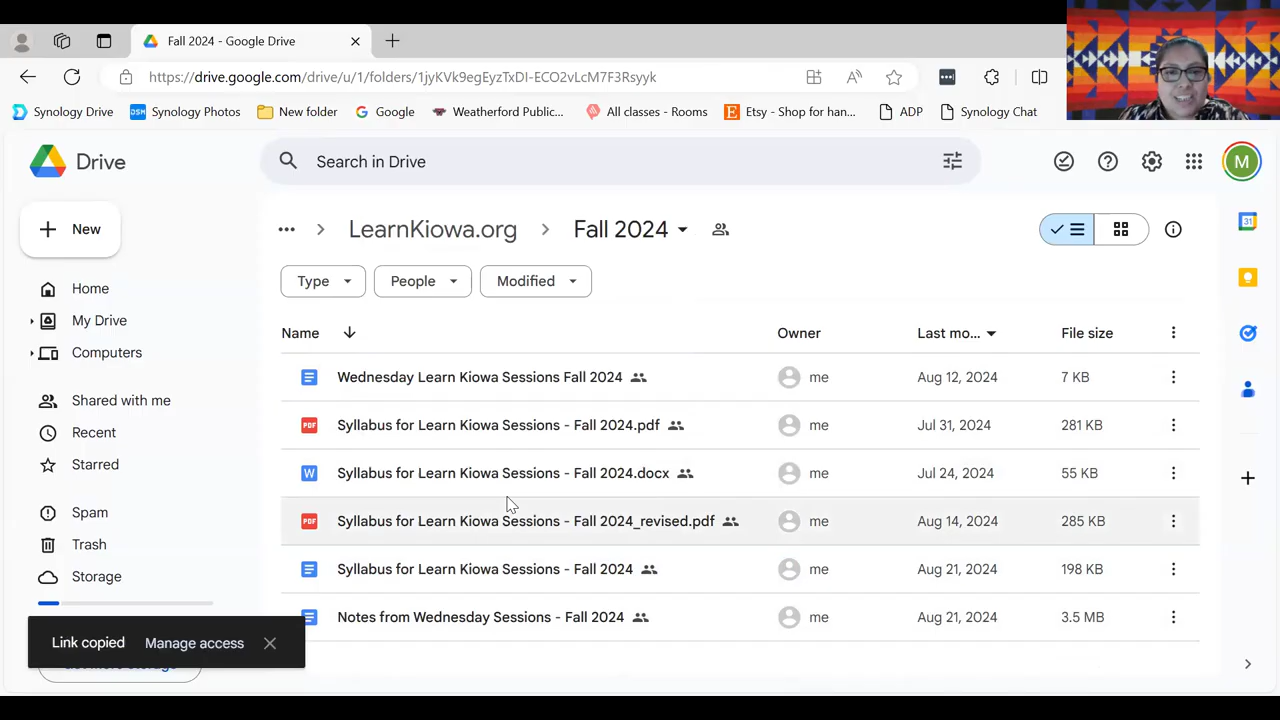 Fall 2024 - Google Drive
https://drive.google.com/drive/u/1/folders/1jyKVk9egEyzTxDI-ECO2vLcM7F3Rsyyk
Synology Drive DSM Synology Photos New folder Google Weatherford Public... All classes - Rooms Etsy - Shop for han... ADP Synology Chat
Drive
Search in Drive
M
New
LearnKiowa.org Fall 2024
Type People Modified
Home
My Drive
Computers
Shared with me
Recent
Starred
Spam
Trash
Storage
Name Owner Last mo... File size
Wednesday Learn Kiowa Sessions Fall 2024 me Aug 12, 2024 7 KB
PDF Syllabus for Learn Kiowa Sessions - Fall 2024.pdf me Jul 31, 2024 281 KB
W Syllabus for Learn Kiowa Sessions - Fall 2024.docx me Jul 24, 2024 55 KB
PDF Syllabus for Learn Kiowa Sessions - Fall 2024_revised.pdf me Aug 14, 2024 285 KB
Syllabus for Learn Kiowa Sessions - Fall 2024 me Aug 21, 2024 198 KB
Notes from Wednesday Sessions - Fall 2024 me Aug 21, 2024 3.5 MB
Link copied Manage access
31